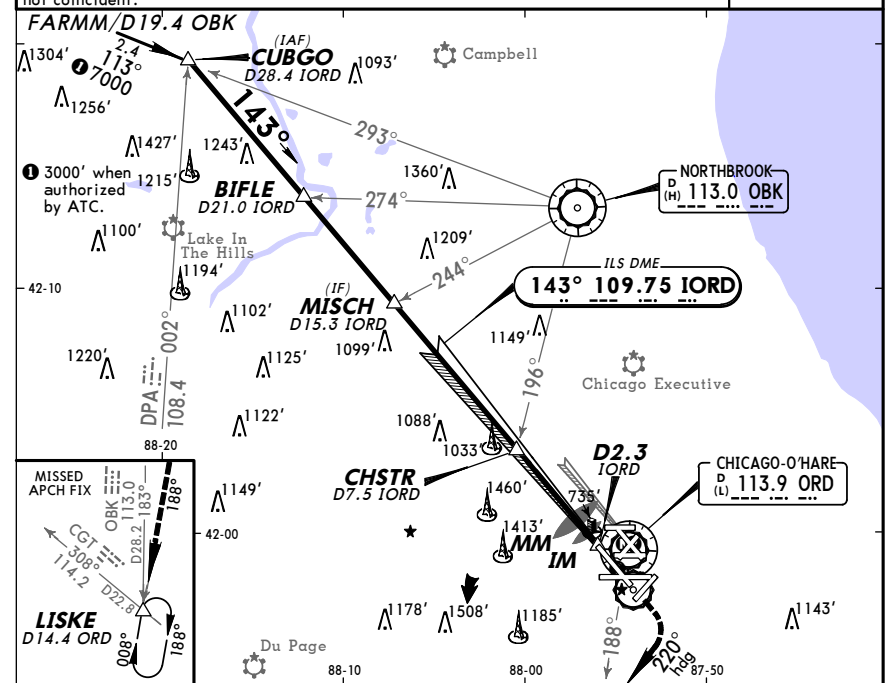 not coincident.
FARMM/D19.4 OBK
2.4
113°
1 7000
(IAF)
CUBGO
D28.4 IORD
1304'
1093'
Campbell
1256'
143°
293°
1427'
1243'
1360'
1 3000' when
authorized
by ATC.
1215'
BIFLE
D21.0 IORD
274°
NORTHBROOK
D
(H) 113.0 OBK
1100'
Lake In
The Hills
1209'
1194'
244°
ILS DME
143° 109.75 IORD
42-10
(IF)
MISCH
D15.3 IORD
1102'
1099'
1149'
002°
1220'
1125'
196°
Chicago Executive
DPA
108.4
1122'
1088'
1033'
88-20
D2.3
IORD
CHICAGO-O'HARE
D
(L) 113.9 ORD
MISSED
APCH FIX
OBK
113.0
183°
D28.2
188°
CHSTR
D7.5 IORD
1149'
1460'
735'
42-00
1413'
MM
IM
CGT
308°
114.2
D22.8
LISKE
D14.4 ORD
008°
188°
1178'
1508'
1185'
188°
220°
hdg
1143'
Du Page
88-10
88-00
87-50